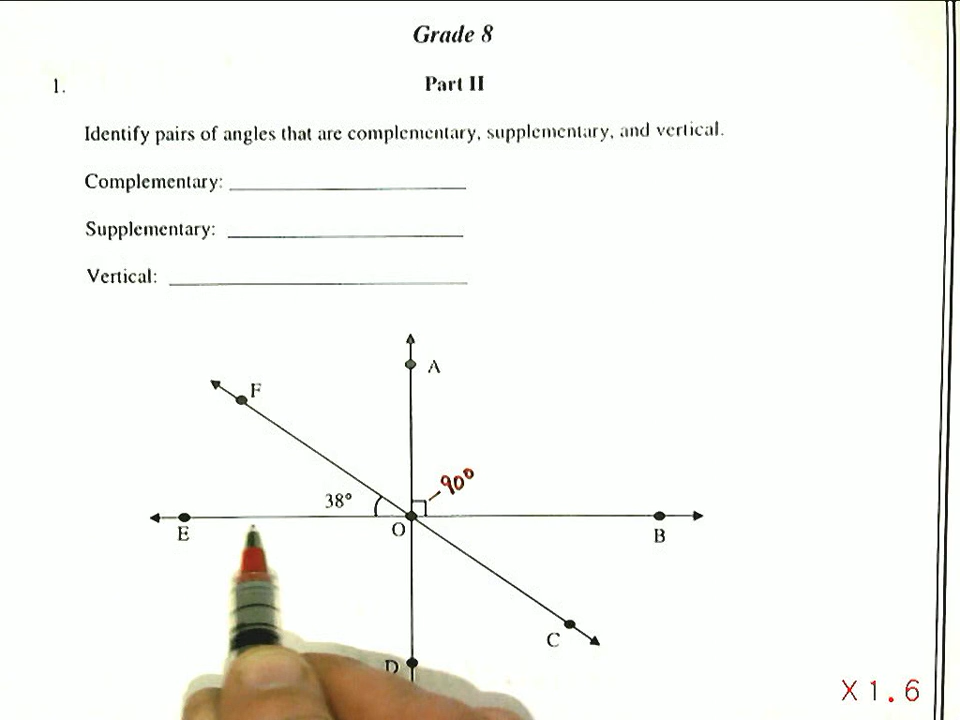 Grade 8
1.
Part II
Identify pairs of angles that are complementary, supplementary, and vertical.
Complementary:
Supplementary:
Vertical:
A
F
90°
38°
E
O
B
C
D
X1.6